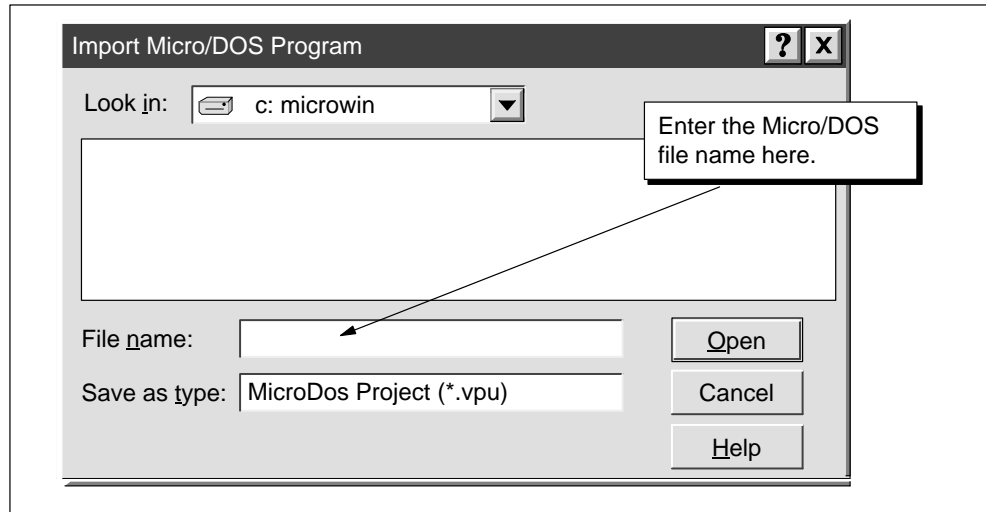 Import Micro/DOS Program
? X
Look in: c: microwin
Enter the Micro/DOS
file name here.
File name:
Open
Save as type: MicroDos Project (*.vpu)
Cancel
Help